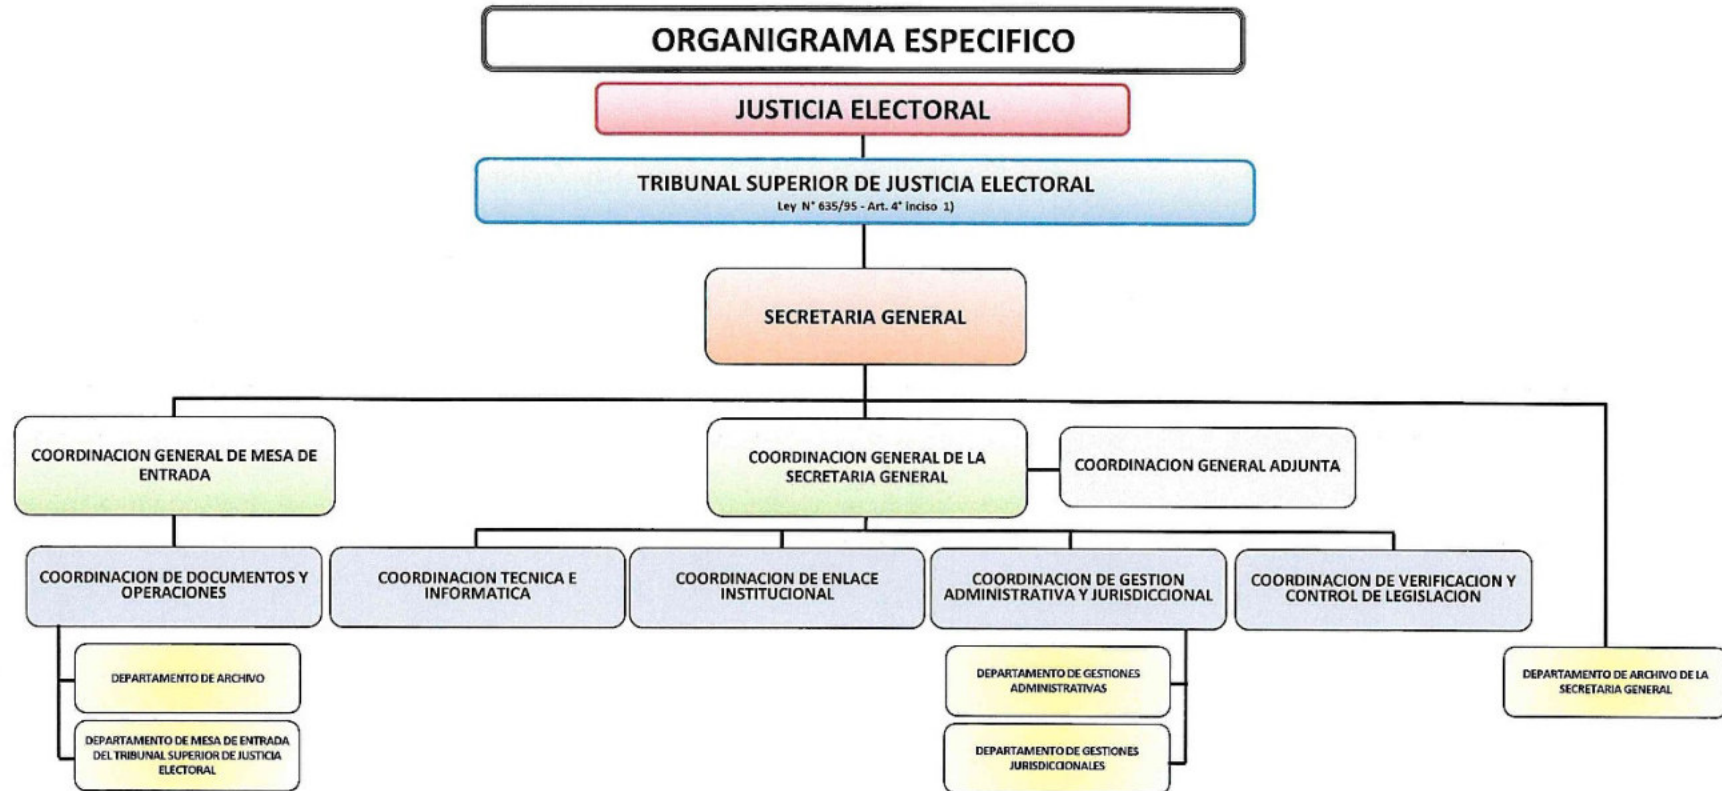 ORGANIGRAMA ESPECIFICO
JUSTICIA ELECTORAL
TRIBUNAL SUPERIOR DE JUSTICIA ELECTORAL
Ley N° 635/95 - Art. 4° inciso 1)
SECRETARIA GENERAL
COORDINACION GENERAL DE MESA DE
ENTRADA
COORDINACION GENERAL DE LA
SECRETARIA GENERAL
COORDINACION GENERAL ADJUNTA
COORDINACION DE DOCUMENTOS Y
OPERACIONES
COORDINACION TECNICA E
INFORMATICA
COORDINACION DE ENLACE
INSTITUCIONAL
COORDINACION DE GESTION
ADMINISTRATIVA Y JURISDICCIONAL
COORDINACION DE VERIFICACION Y
CONTROL DE LEGISLACION
DEPARTAMENTO DE ARCHIVO
DEPARTAMENTO DE MESA DE ENTRADA
DEL TRIBUNAL SUPERIOR DE JUSTICIA
ELECTORAL
DEPARTAMENTO DE GESTIONES
ADMINISTRATIVAS
DEPARTAMENTO DE GESTIONES
JURISDICCIONALES
DEPARTAMENTO DE ARCHIVO DE LA
SECRETARIA GENERAL